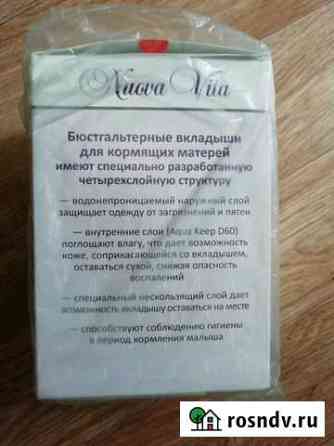 Nuova Vita
Бюстгальтерные вкладыши
для кормящих матерей
имеют специально разработанную
четырехслойную структуру
— водонепроницаемый наружный слой
защищает одежду от загрязнений и пятен
— внутренние слои (Aqua Keep D60)
поглощают влагу, что дает возможность
коже, соприкасающейся со вкладышем,
оставаться сухой, снижая опасность
воспалений
— специальный нескользящий слой дает
возможность вкладышу оставаться на месте
— способствуют соблюдению гигиены
в период кормления малыша
rosndv.ru